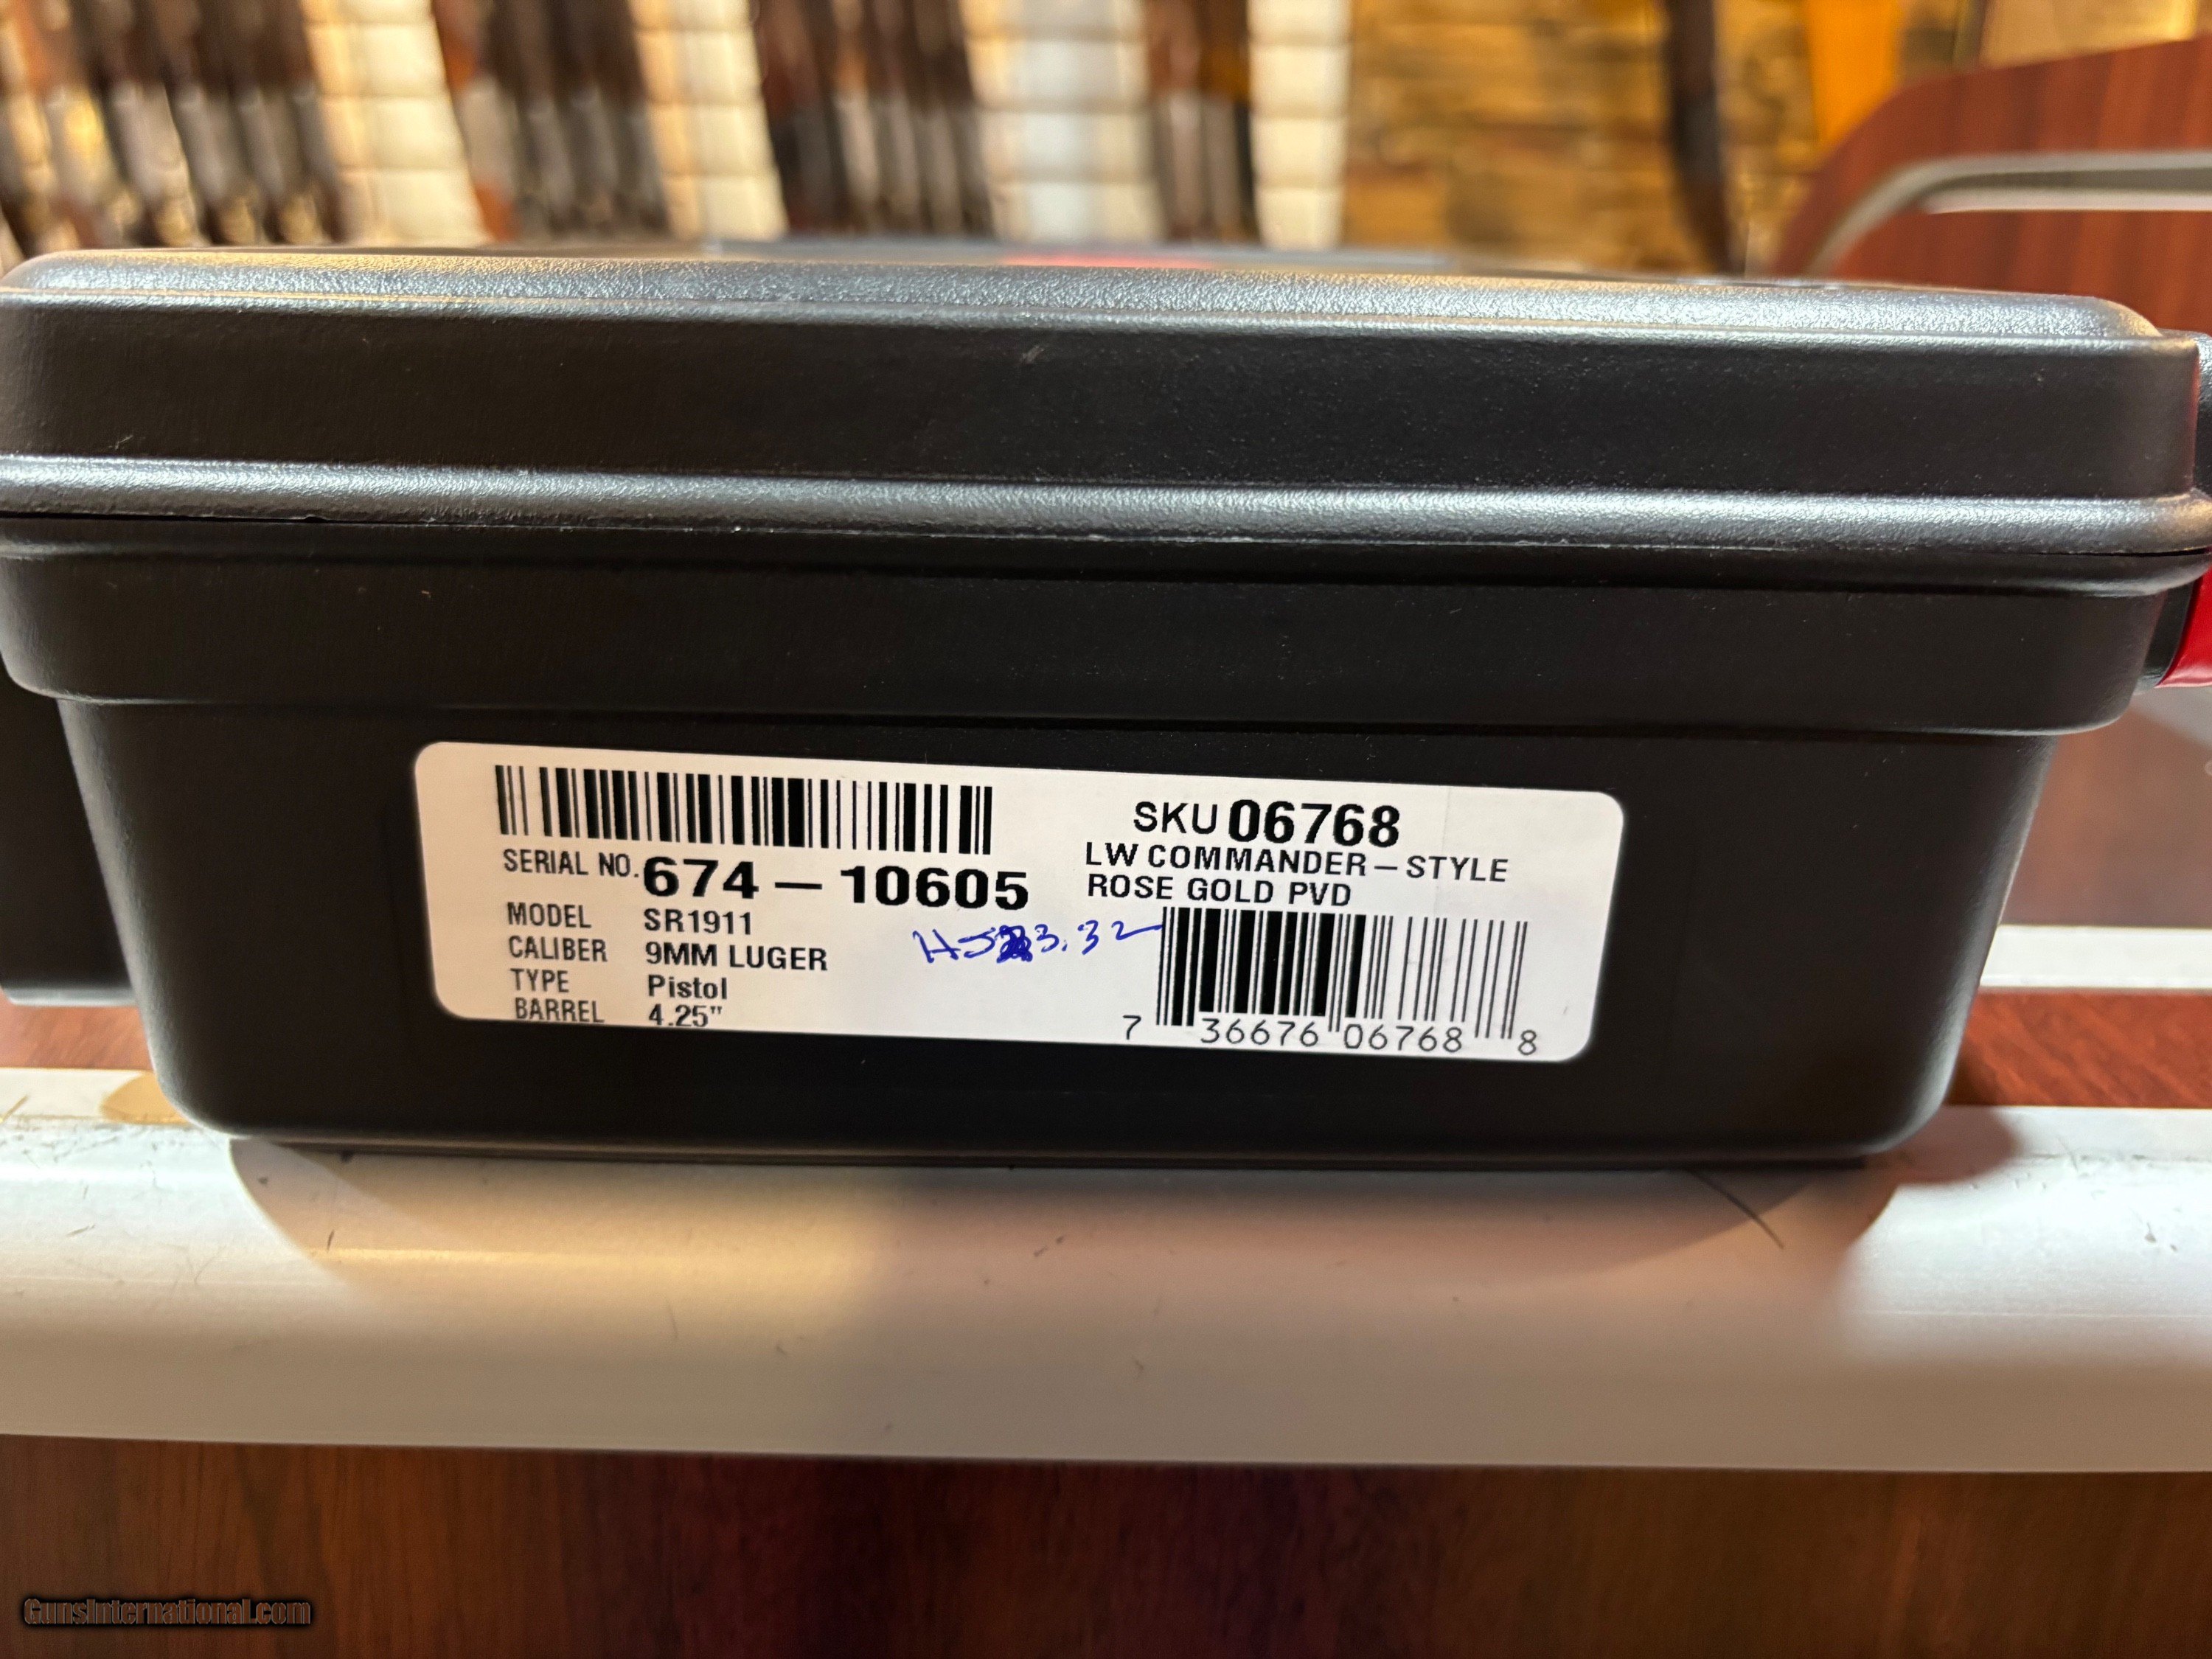 SERIAL NO. 674-10605
MODEL SR1911
CALIBER 9MM LUGER
TYPE Pistol
BARREL 4.25"
SKU 06768
LW COMMANDER-STYLE
ROSE GOLD PVD
7 36676 06768 8
GunsInternational.com